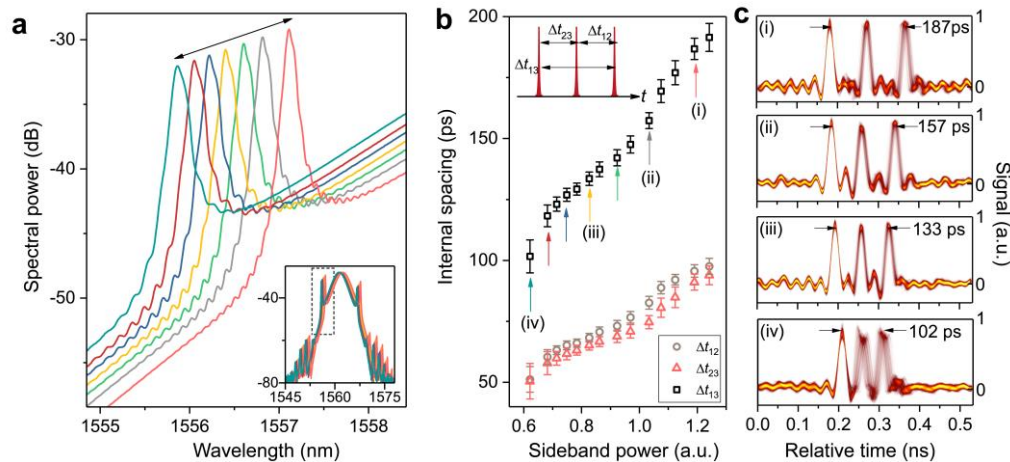 a
Spectral power (dB)
-30
-40
-50
1555
1556
1557
1558
Wavelength (nm)
-40
-80
1545
1560
1575
b
Internal spacing (ps)
200
150
100
50
0.6
0.8
1.0
1.2
Sideband power (a.u.)
Δt23
Δt12
Δt13
t
(i)
(ii)
(iii)
(iv)
Δt12
Δt23
Δt13
c
(i)
187ps
1
0
(ii)
157 ps
1
0
(iii)
133 ps
1
0
(iv)
102 ps
1
0
Signal (a.u.)
0.0
0.1
0.2
0.3
0.4
0.5
Relative time (ns)